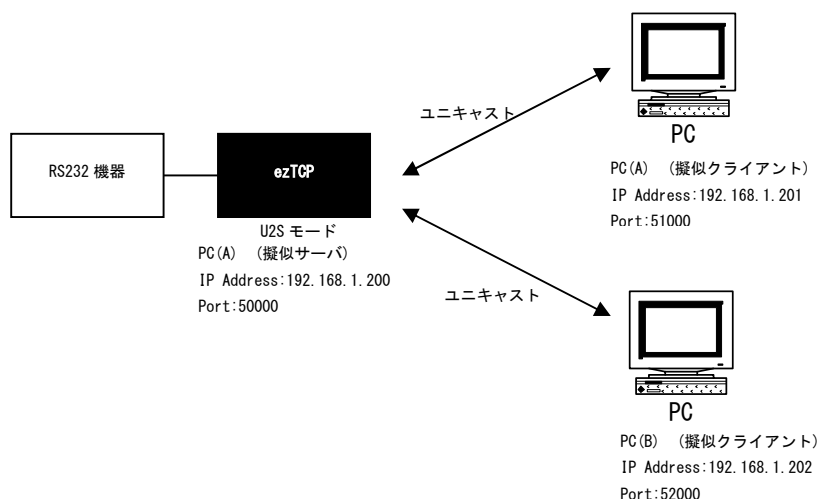 RS232 機器
ezTCP
U2S モード
PC(A) （擬似サーバ）
IP Address:192.168.1.200
Port:50000
ユニキャスト
ユニキャスト
PC
PC(A) （擬似クライアント）
IP Address:192.168.1.201
Port:51000
PC
PC(B) （擬似クライアント）
IP Address:192.168.1.202
Port:52000